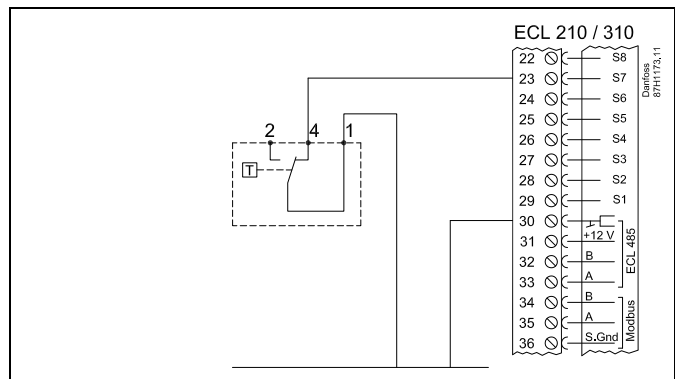 ECL 210 / 310
22 S8
23 S7
24 S6
25 S5
26 S4
27 S3
28 S2
29 S1
30
31 +12 V
32 B
33 A
34 B
35 A
36 S.Gnd
ECL 485
Modbus
Danfoss
87H1173.11
2 4 1
T